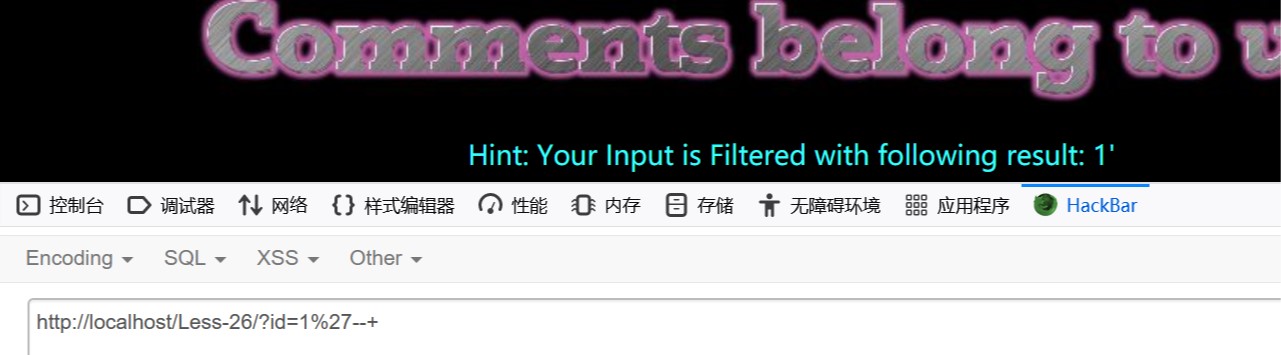 Comments belong to
Hint: Your Input is Filtered with following result: 1'
控制台 调试器 网络 样式编辑器 性能 内存 存储 无障碍环境 应用程序 HackBar
Encoding SQL XSS Other
http://localhost/Less-26/?id=1%27--+